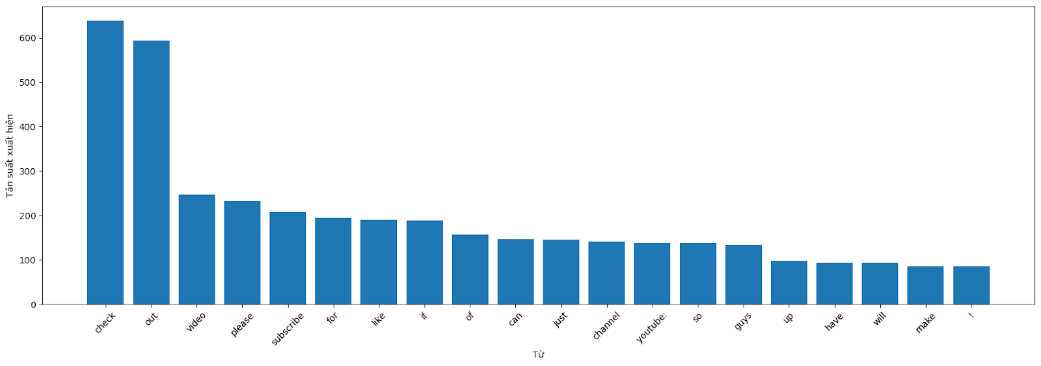 600
500
400
300
200
100
0
Tần suất xuất hiện
check
out
video
please
subscribe
for
like
if
of
can
just
channel
youtube:
so
guys
up
have
will
make
!
Từ